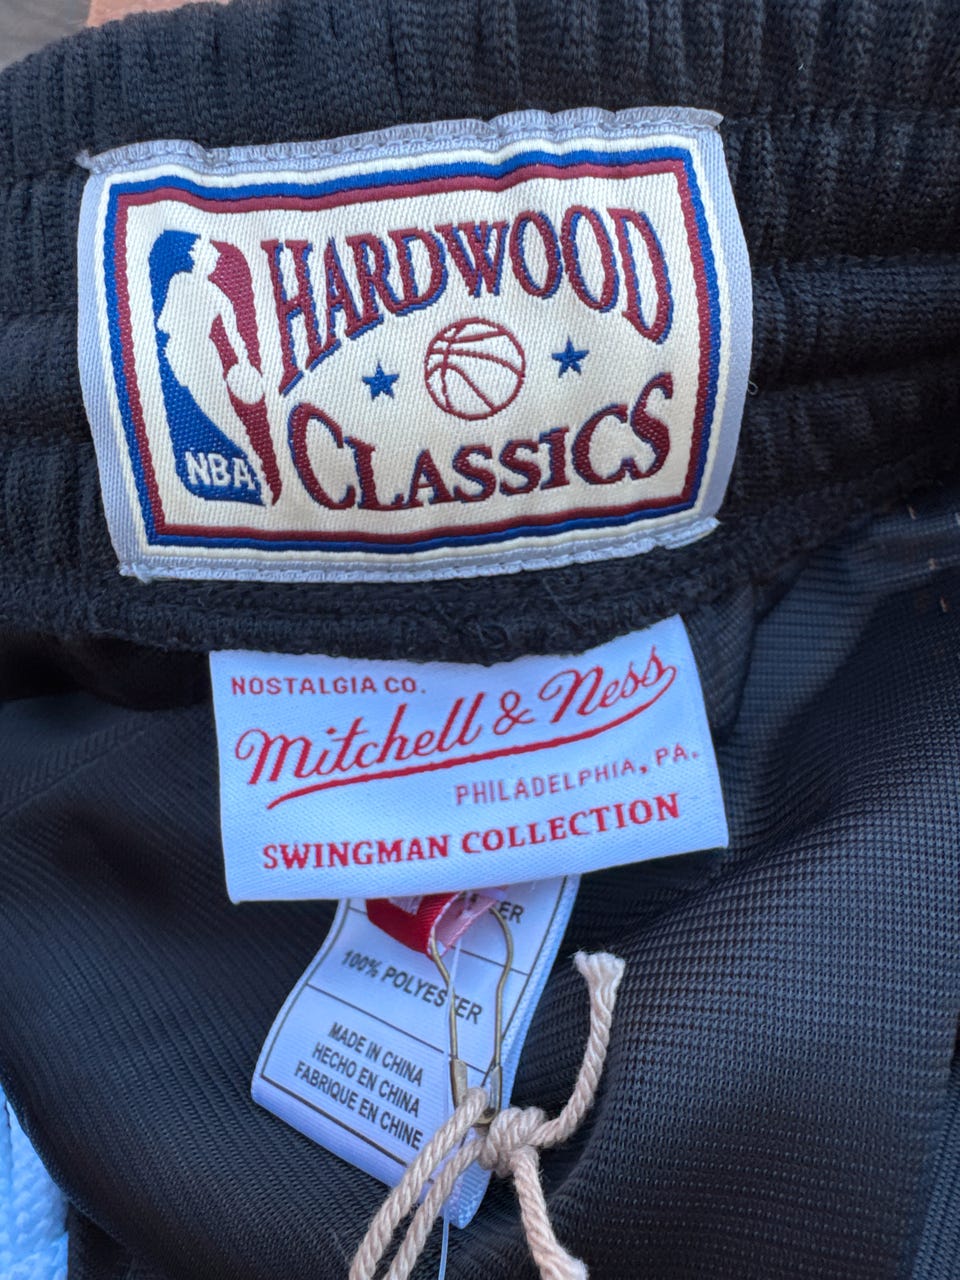 HARDWOOD
CLASSICS
NBA
NOSTALGIA CO.
Mitchell & Ness
PHILADELPHIA, PA.
SWINGMAN COLLECTION
100% POLYESTER
MADE IN CHINA
HECHO EN CHINA
FABRIQUE EN CHINE